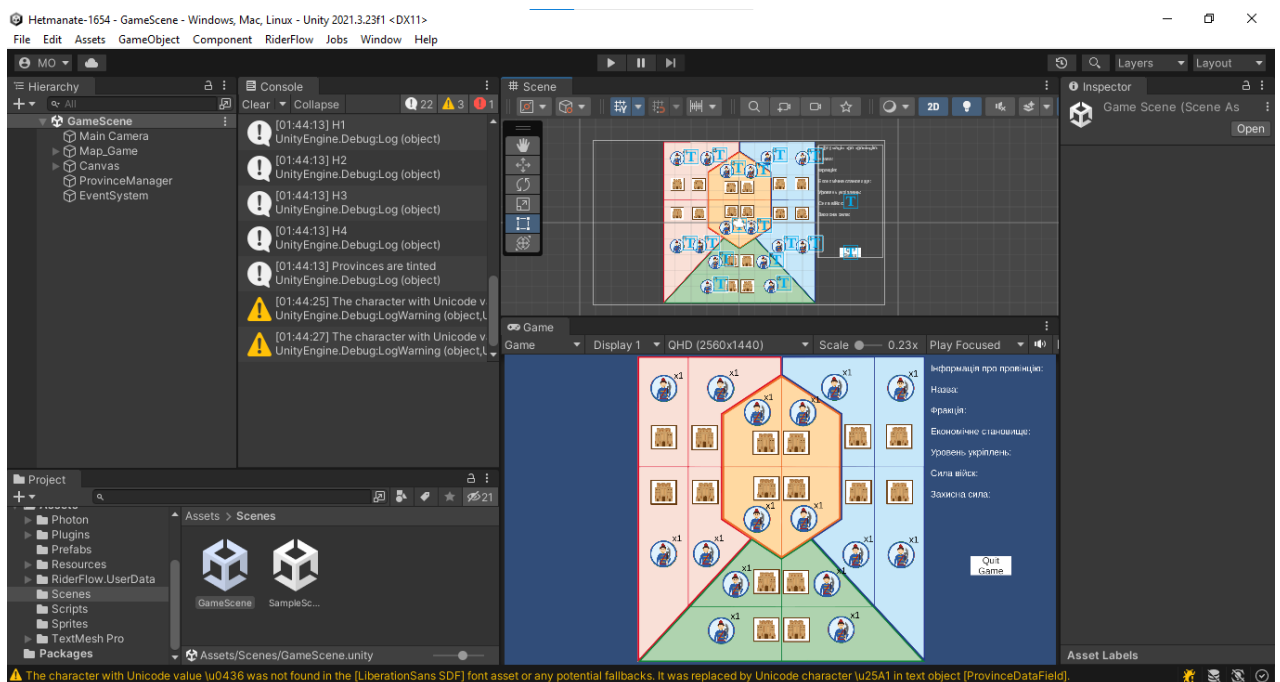 Hetmanate-1654 - GameScene - Windows, Mac, Linux - Unity 2021.3.23f1 <DX11>
File Edit Assets GameObject Component RiderFlow Jobs Window Help
MO
Layers Layout
Hierarchy
All
GameScene
Main Camera
Map_Game
Canvas
ProvinceManager
EventSystem
Console
Clear Collapse 22 3 1
[01:44:13] H1
UnityEngine.Debug:Log (object)
[01:44:13] H2
UnityEngine.Debug:Log (object)
[01:44:13] H3
UnityEngine.Debug:Log (object)
[01:44:13] H4
UnityEngine.Debug:Log (object)
[01:44:13] Provinces are tinted
UnityEngine.Debug:Log (object)
[01:44:25] The character with Unicode v
UnityEngine.Debug:LogWarning (object,U
[01:44:27] The character with Unicode v
UnityEngine.Debug:LogWarning (object,U
Scene
2D
Game
Game Display 1 QHD (2560x1440) Scale 0.23x Play Focused
x1 x1 x1 x1
x1 x1
x1 x1
x1 x1 x1 x1
x1 x1
x1 x1
Інформація про провінцію:
Назва:
Фракція:
Економічне становище:
Уровень укріплень:
Сила військ:
Захисна сила:
Quit
Game
Inspector
Game Scene (Scene As
Open
Asset Labels
Project
21
Assets
Photon
Plugins
Prefabs
Resources
RiderFlow.UserData
Scenes
Scripts
Sprites
TextMesh Pro
Packages
Assets > Scenes
GameScene SampleSc...
Assets/Scenes/GameScene.unity
The character with Unicode value \u0436 was not found in the [LiberationSans SDF] font asset or any potential fallbacks. It was replaced by Unicode character \u25A1 in text object [ProvinceDataField].